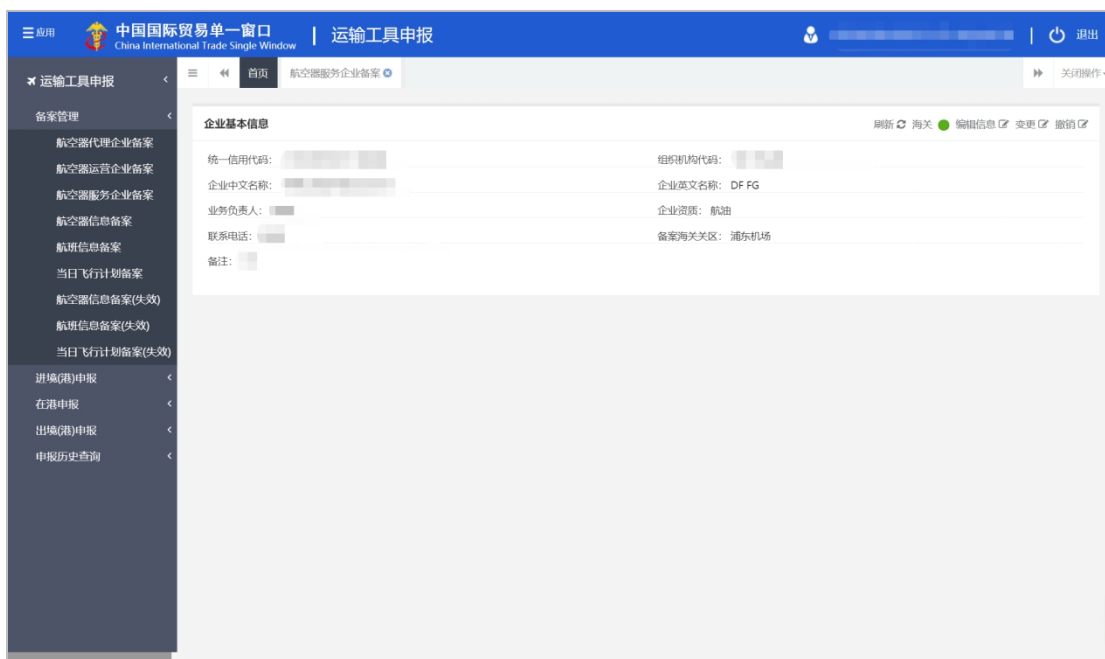 应用
中国国际贸易单一窗口
China International Trade Single Window
运输工具申报
退出
运输工具申报
首页
航空器服务企业备案
关闭操作
备案管理
航空器代理企业备案
航空器运营企业备案
航空器服务企业备案
航空器信息备案
航班信息备案
当日飞行计划备案
航空器信息备案(失效)
航班信息备案(失效)
当日飞行计划备案(失效)
进境(港)申报
在港申报
出境(港)申报
申报历史查询
企业基本信息
刷新 海关 编辑信息 变更 撤销
统一信用代码: 组织机构代码:
企业中文名称: 企业英文名称: DF FG
业务负责人: 企业资质: 航油
联系电话: 备案海关关区: 浦东机场
备注: